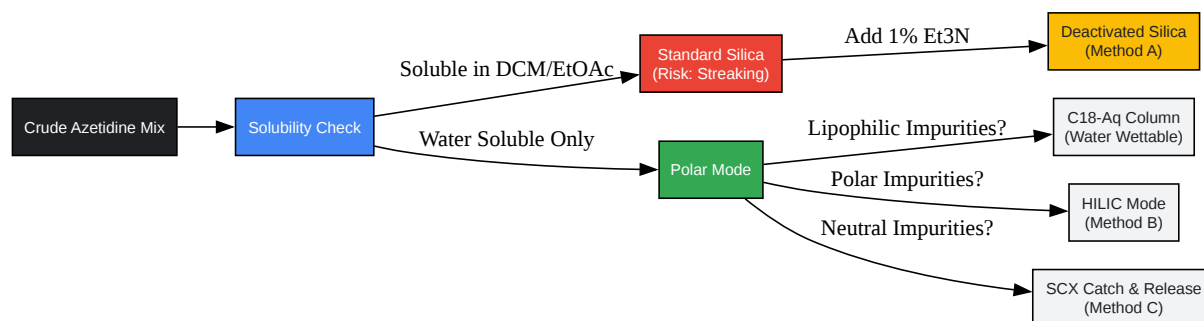 Crude Azetidine Mix
Solubility Check
Soluble in DCM/EtOAc
Water Soluble Only
Standard Silica
(Risk: Streaking)
Add 1% Et3N
Deactivated Silica
(Method A)
Polar Mode
Lipophilic Impurities?
C18-Aq Column
(Water Wettable)
Polar Impurities?
HILIC Mode
(Method B)
Neutral Impurities?
SCX Catch & Release
(Method C)